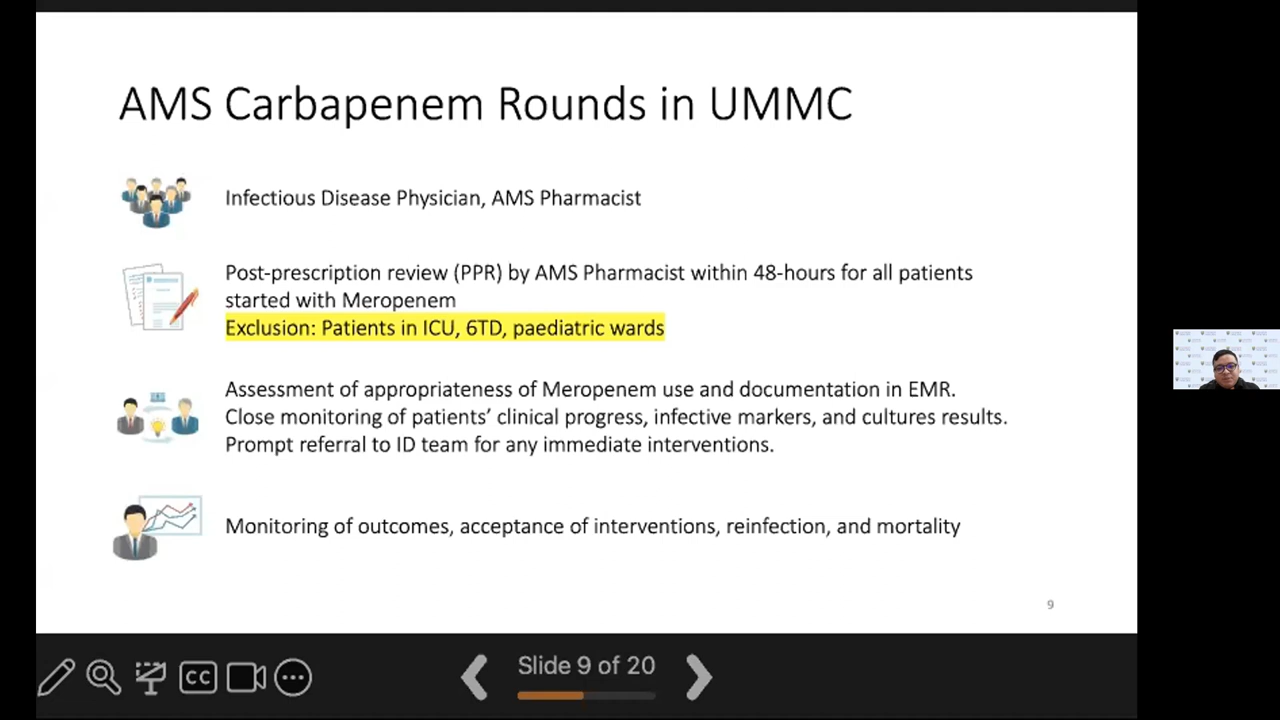 AMS Carbapenem Rounds in UMMC
Infectious Disease Physician, AMS Pharmacist
Post-prescription review (PPR) by AMS Pharmacist within 48-hours for all patients
started with Meropenem
Exclusion: Patients in ICU, 6TD, paediatric wards
Assessment of appropriateness of Meropenem use and documentation in EMR.
Close monitoring of patients’ clinical progress, infective markers, and cultures results.
Prompt referral to ID team for any immediate interventions.
Monitoring of outcomes, acceptance of interventions, reinfection, and mortality
9
CC
Slide 9 of 20